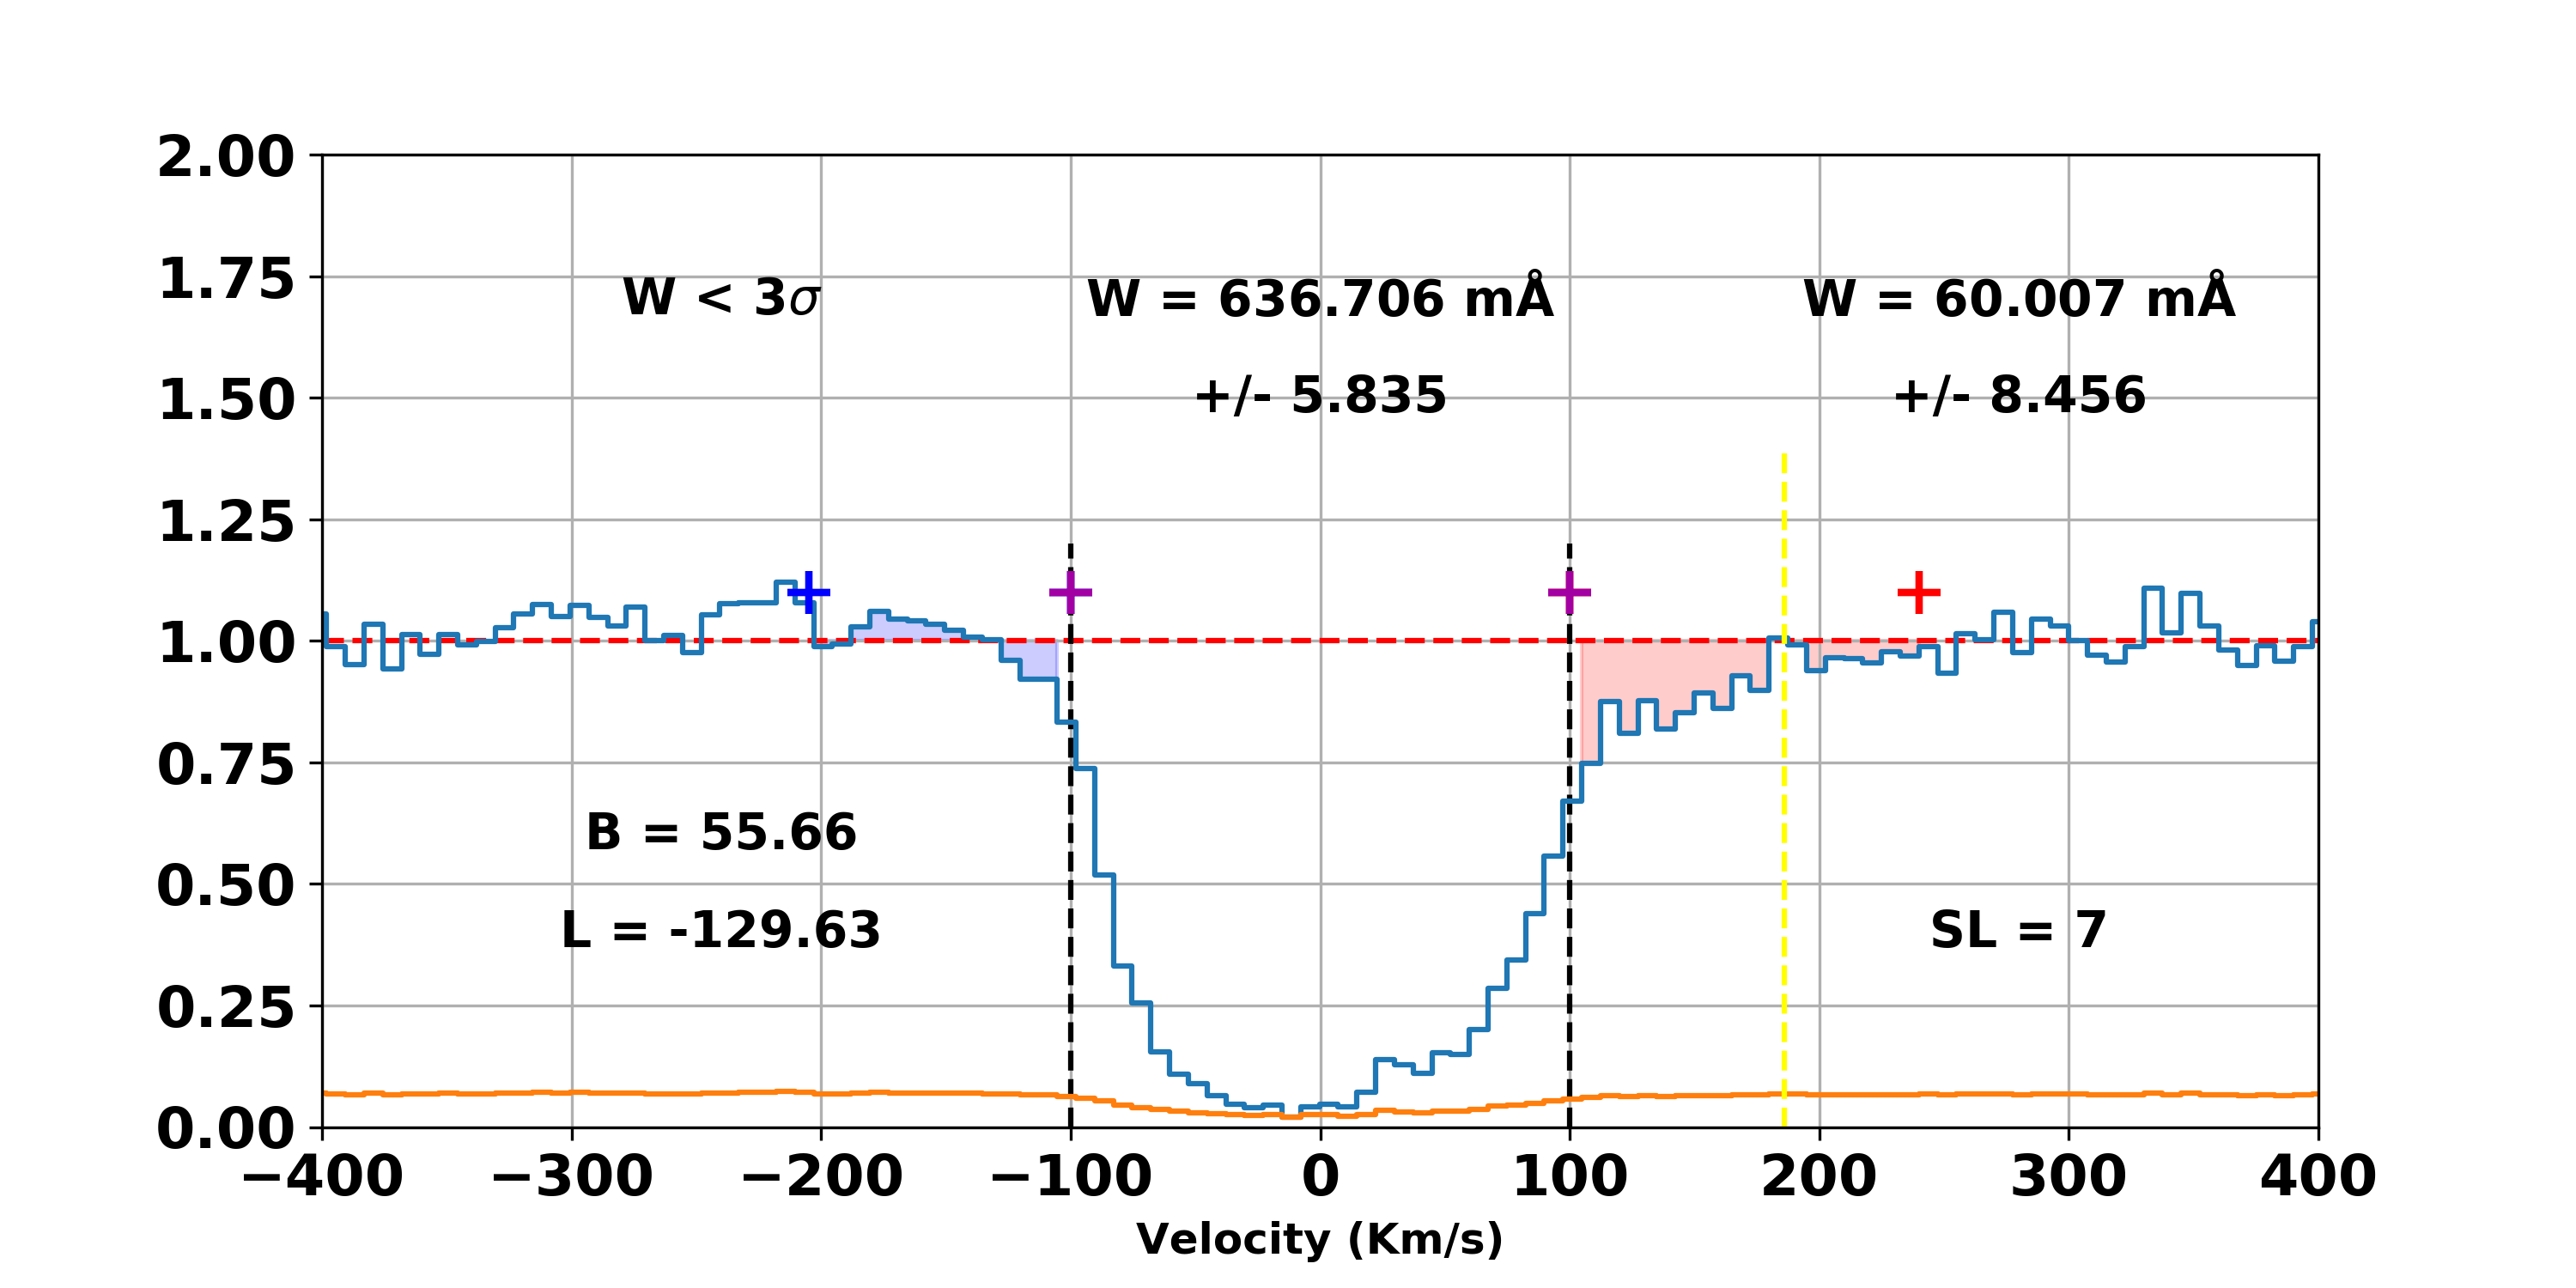 2.00
1.75
1.50
1.25
1.00
0.75
0.50
0.25
0.00
W < 3σ
W = 636.706 mÅ
+/- 5.835
W = 60.007 mÅ
+/- 8.456
B = 55.66
L = -129.63
SL = 7
−400 −300 −200 −100 0 100 200 300 400
Velocity (Km/s)